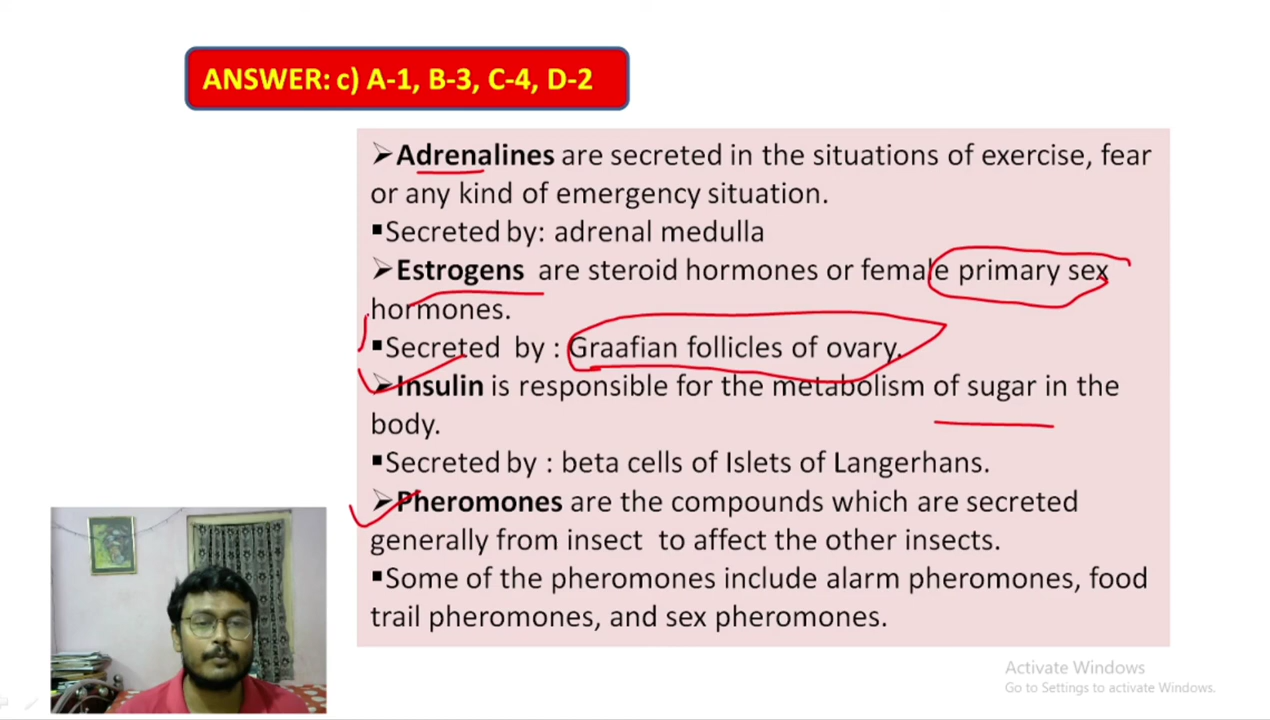 ANSWER: c) A-1, B-3, C-4, D-2
➢Adrenalines are secreted in the situations of exercise, fear
or any kind of emergency situation.
▪Secreted by: adrenal medulla
➢Estrogens are steroid hormones or female primary sex
hormones.
▪Secreted by : Graafian follicles of ovary.
➢Insulin is responsible for the metabolism of sugar in the
body.
▪Secreted by : beta cells of Islets of Langerhans.
➢Pheromones are the compounds which are secreted
generally from insect to affect the other insects.
▪Some of the pheromones include alarm pheromones, food
trail pheromones, and sex pheromones.
Activate Windows
Go to Settings to activate Windows.